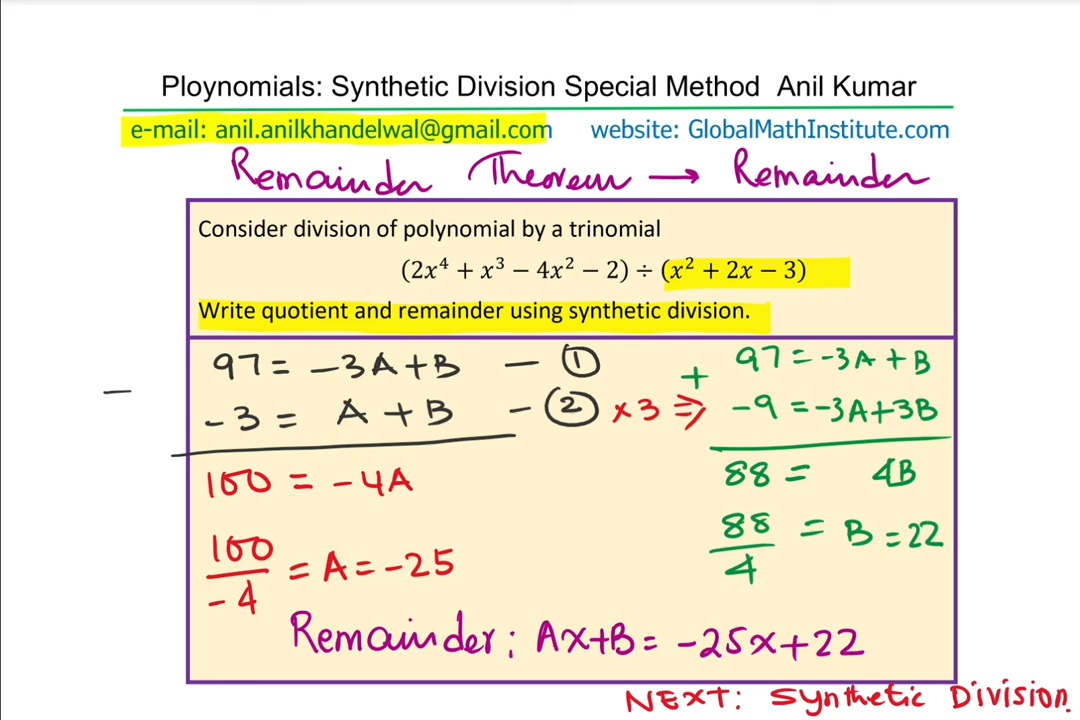 Ploynomials: Synthetic Division Special Method Anil Kumar
e-mail: anil.anilkhandelwal@gmail.com website: GlobalMathInstitute.com
Remainder Theorem → Remainder
Consider division of polynomial by a trinomial
(2x⁴ + x³ − 4x² − 2) ÷ (x² + 2x − 3)
Write quotient and remainder using synthetic division.
97 = −3A + B − ① + 97 = −3A + B
− −3 = A + B − ② ×3 ⇒ −9 = −3A + 3B
100 = −4A 88 = 4B
100/−4 = A = −25 88/4 = B = 22
Remainder: Ax+B = −25x+22
NEXT: Synthetic Division.